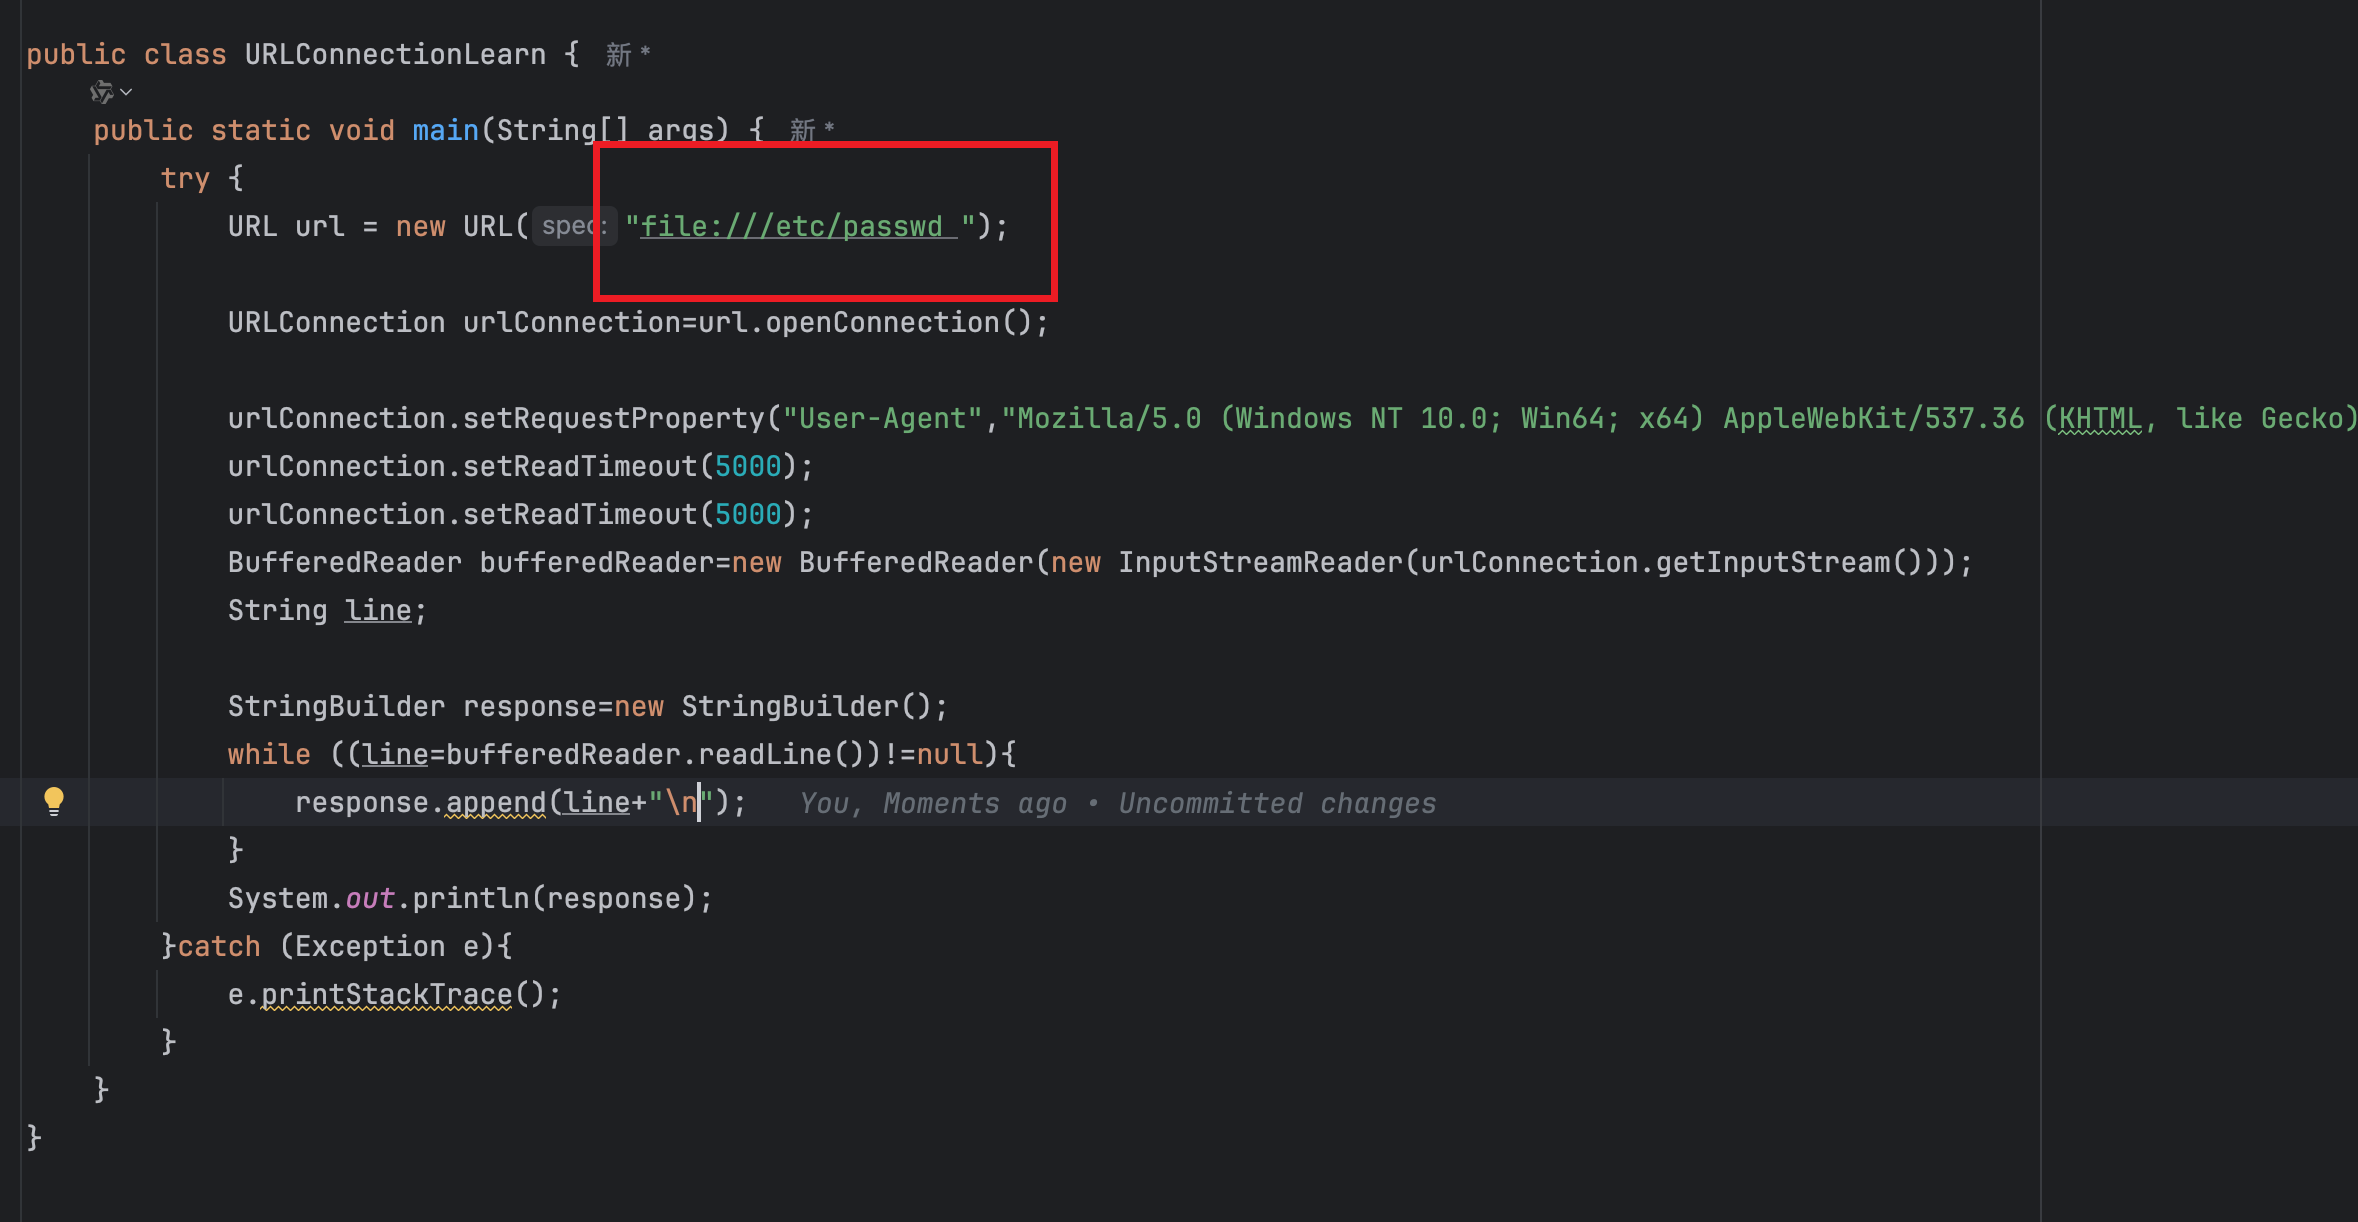 public class URLConnectionLearn { 新 *
public static void main(String[] args) { 新 *
try {
URL url = new URL( spec: "file:///etc/passwd ");
URLConnection urlConnection=url.openConnection();
urlConnection.setRequestProperty("User-Agent","Mozilla/5.0 (Windows NT 10.0; Win64; x64) AppleWebKit/537.36 (KHTML, like Gecko)
urlConnection.setReadTimeout(5000);
urlConnection.setReadTimeout(5000);
BufferedReader bufferedReader=new BufferedReader(new InputStreamReader(urlConnection.getInputStream()));
String line;
StringBuilder response=new StringBuilder();
while ((line=bufferedReader.readLine())!=null){
response.append(line+"\n"); You, Moments ago • Uncommitted changes
}
System.out.println(response);
}catch (Exception e){
e.printStackTrace();
}
}
}